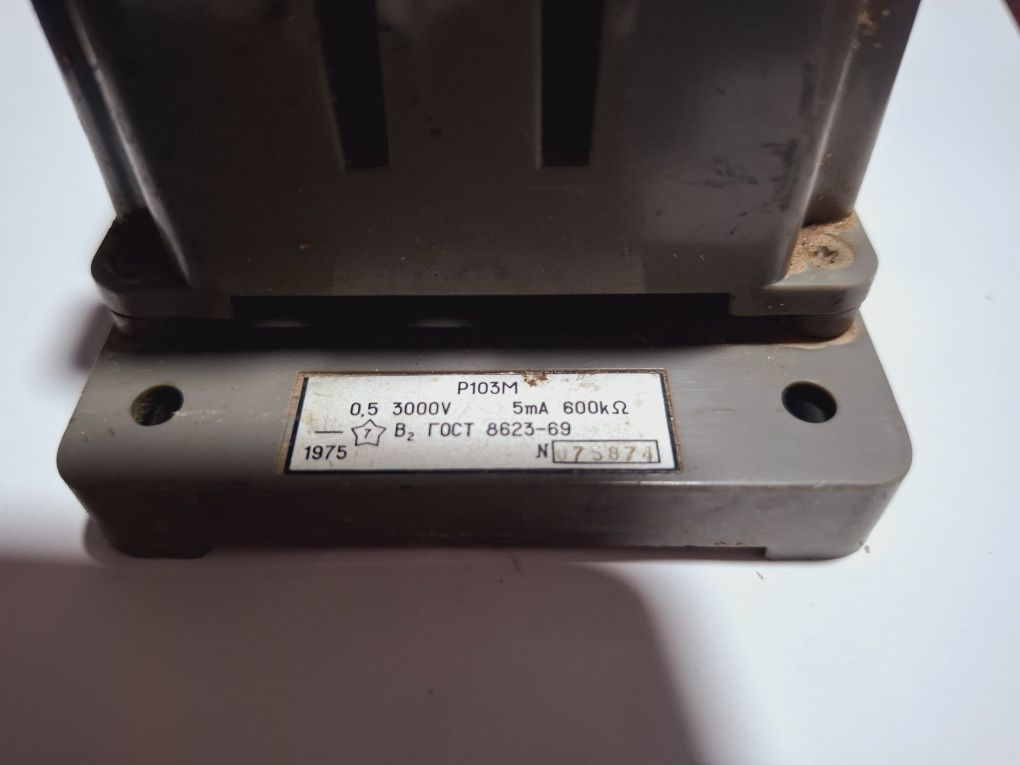 Р103М
0,5 3000V 5mA 600kΩ
— 7 В₂ ГОСТ 8623-69
1975 N 075874